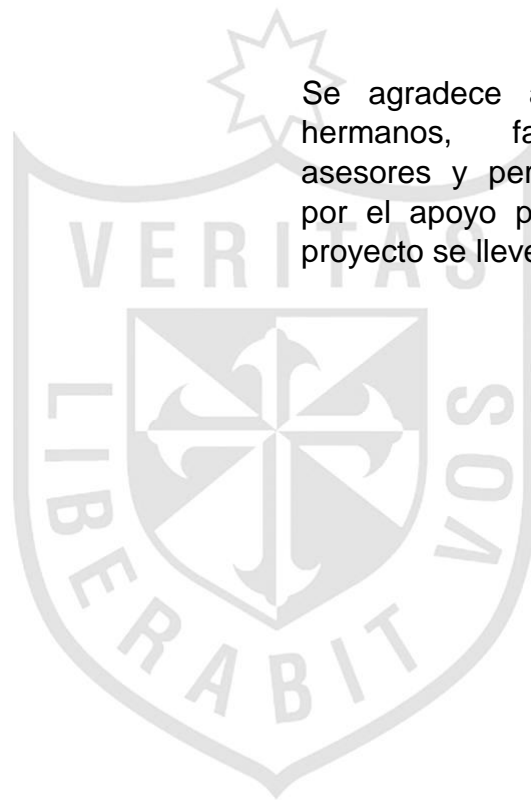 Se agradece a
hermanos, fa
asesores y per
por el apoyo p
proyecto se lleve
VERITAS
LIBERABIT
VOS